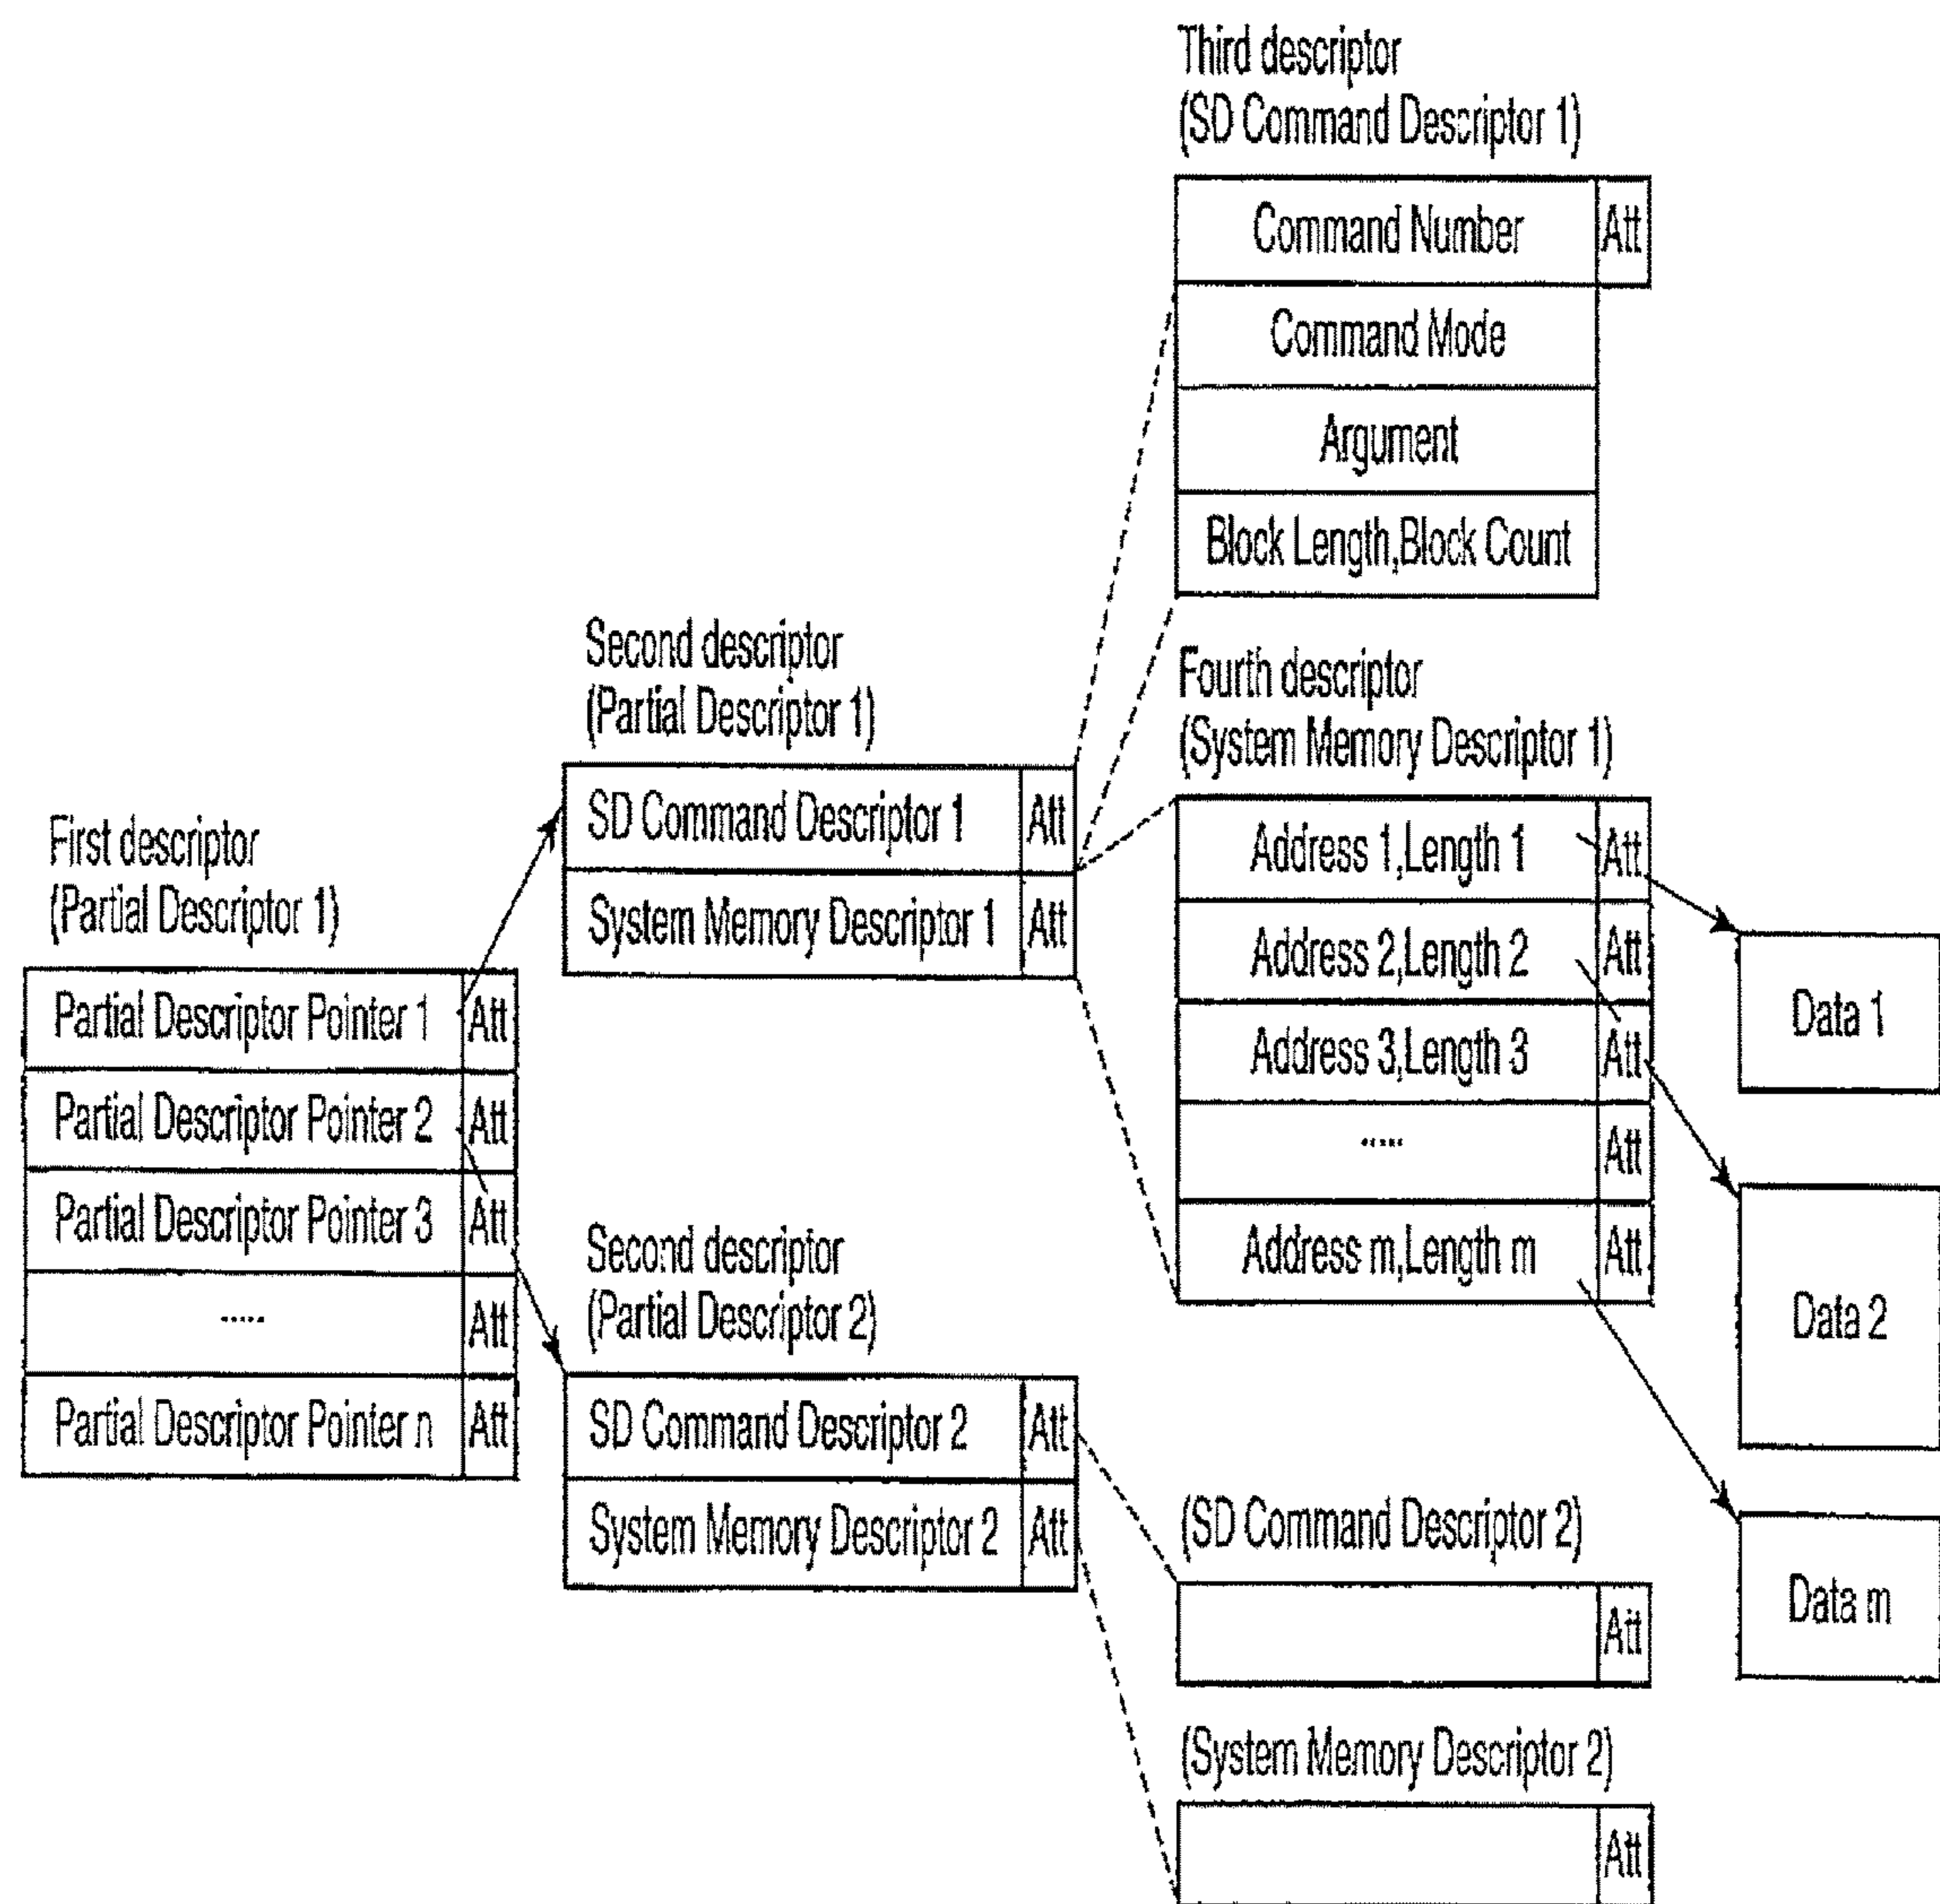 Third descriptor
(SD Command Descriptor 1)
Command Number Att
Command Mode
Argument
Block Length,Block Count
Second descriptor
(Partial Descriptor 1)
SD Command Descriptor 1 Att
System Memory Descriptor 1 Att
Fourth descriptor
(System Memory Descriptor 1)
Address 1,Length 1 Att
Address 2,Length 2 Att
Address 3,Length 3 Att
..... Att
Address m,Length m Att
First descriptor
(Partial Descriptor 1)
Partial Descriptor Pointer 1 Att
Partial Descriptor Pointer 2 Att
Partial Descriptor Pointer 3 Att
..... Att
Partial Descriptor Pointer n Att
Data 1
Data 2
Data m
Second descriptor
(Partial Descriptor 2)
SD Command Descriptor 2 Att
System Memory Descriptor 2 Att
(SD Command Descriptor 2)
Att
(System Memory Descriptor 2)
Att